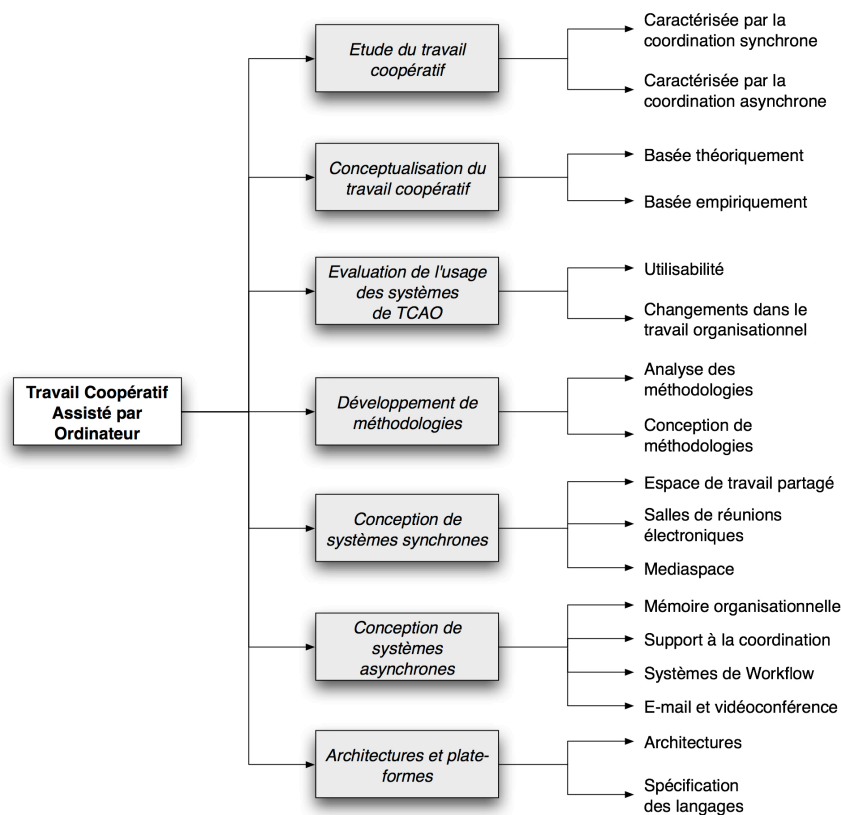 Travail Coopératif
Assisté par
Ordinateur
Etude du travail
coopératif
Caractérisée par la
coordination synchrone
Caractérisée par la
coordination asynchrone
Conceptualisation du
travail coopératif
Basée théoriquement
Basée empiriquement
Evaluation de l'usage
des systèmes
de TCAO
Utilisabilité
Changements dans le
travail organisationnel
Développement de
méthodologies
Analyse des
méthodologies
Conception de
méthodologies
Conception de
systèmes synchrones
Espace de travail partagé
Salles de réunions
électroniques
Mediaspace
Conception de
systèmes
asynchrones
Mémoire organisationnelle
Support à la coordination
Systèmes de Workflow
E-mail et vidéoconférence
Architectures et plate-
formes
Architectures
Spécification
des langages